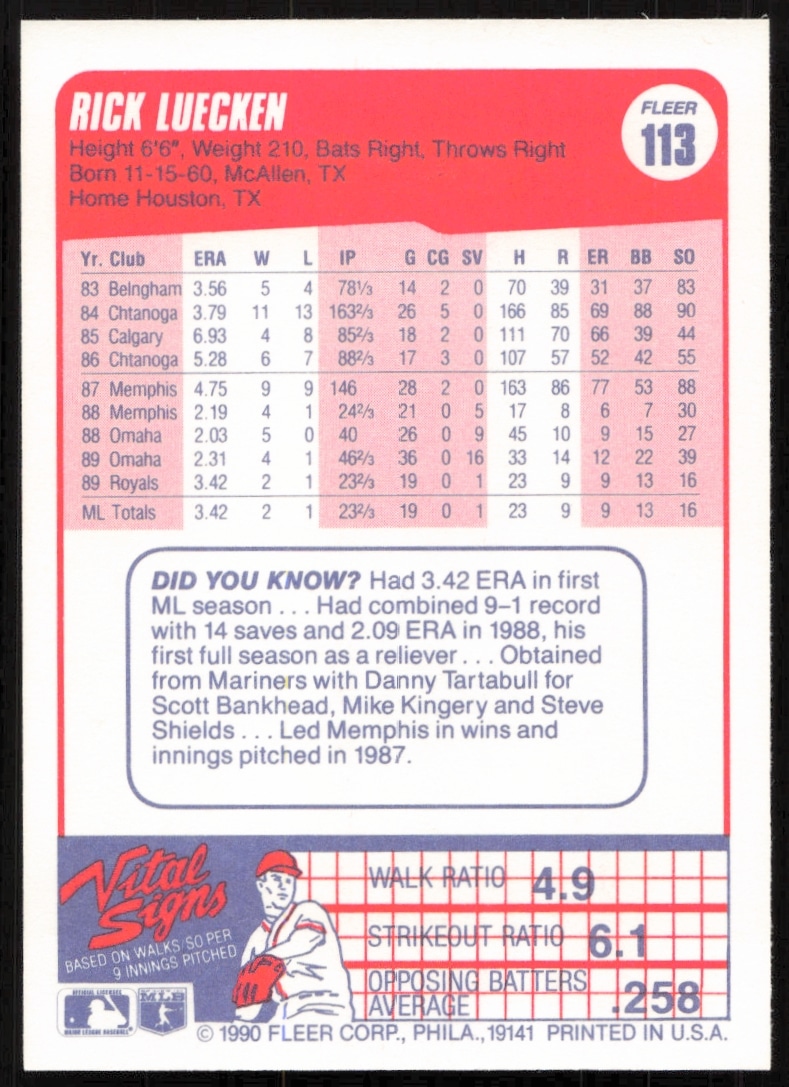 RICK LUECKEN
FLEER
113
Height 6'6", Weight 210, Bats Right, Throws Right
Born 11-15-60, McAllen, TX
Home Houston, TX
Yr. Club ERA W L IP G CG SV H R ER BB SO
83 Belngham 3.56 5 4 781/3 14 2 0 70 39 31 37 83
84 Chtanoga 3.79 11 13 1632/3 26 5 0 166 85 69 88 90
85 Calgary 6.93 4 8 852/3 18 2 0 111 70 66 39 44
86 Chtanoga 5.28 6 7 882/3 17 3 0 107 57 52 42 55
87 Memphis 4.75 9 9 146 28 2 0 163 86 77 53 88
88 Memphis 2.19 4 1 242/3 21 0 5 17 8 6 7 30
88 Omaha 2.03 5 0 40 26 0 9 45 10 9 15 27
89 Omaha 2.31 4 1 462/3 36 0 16 33 14 12 22 39
89 Royals 3.42 2 1 232/3 19 0 1 23 9 9 13 16
ML Totals 3.42 2 1 232/3 19 0 1 23 9 9 13 16
DID YOU KNOW? Had 3.42 ERA in first
ML season . . . Had combined 9–1 record
with 14 saves and 2.09 ERA in 1988, his
first full season as a reliever . . . Obtained
from Mariners with Danny Tartabull for
Scott Bankhead, Mike Kingery and Steve
Shields . . . Led Memphis in wins and
innings pitched in 1987.
Vital
Signs
BASED ON WALKS/SO PER
9 INNINGS PITCHED
WALK RATIO 4.9
STRIKEOUT RATIO 6.1
OPPOSING BATTERS
AVERAGE .258
OFFICIAL LICENSEE
MAJOR LEAGUE BASEBALL
MLB
© 1990 FLEER CORP., PHILA., 19141 PRINTED IN U.S.A.